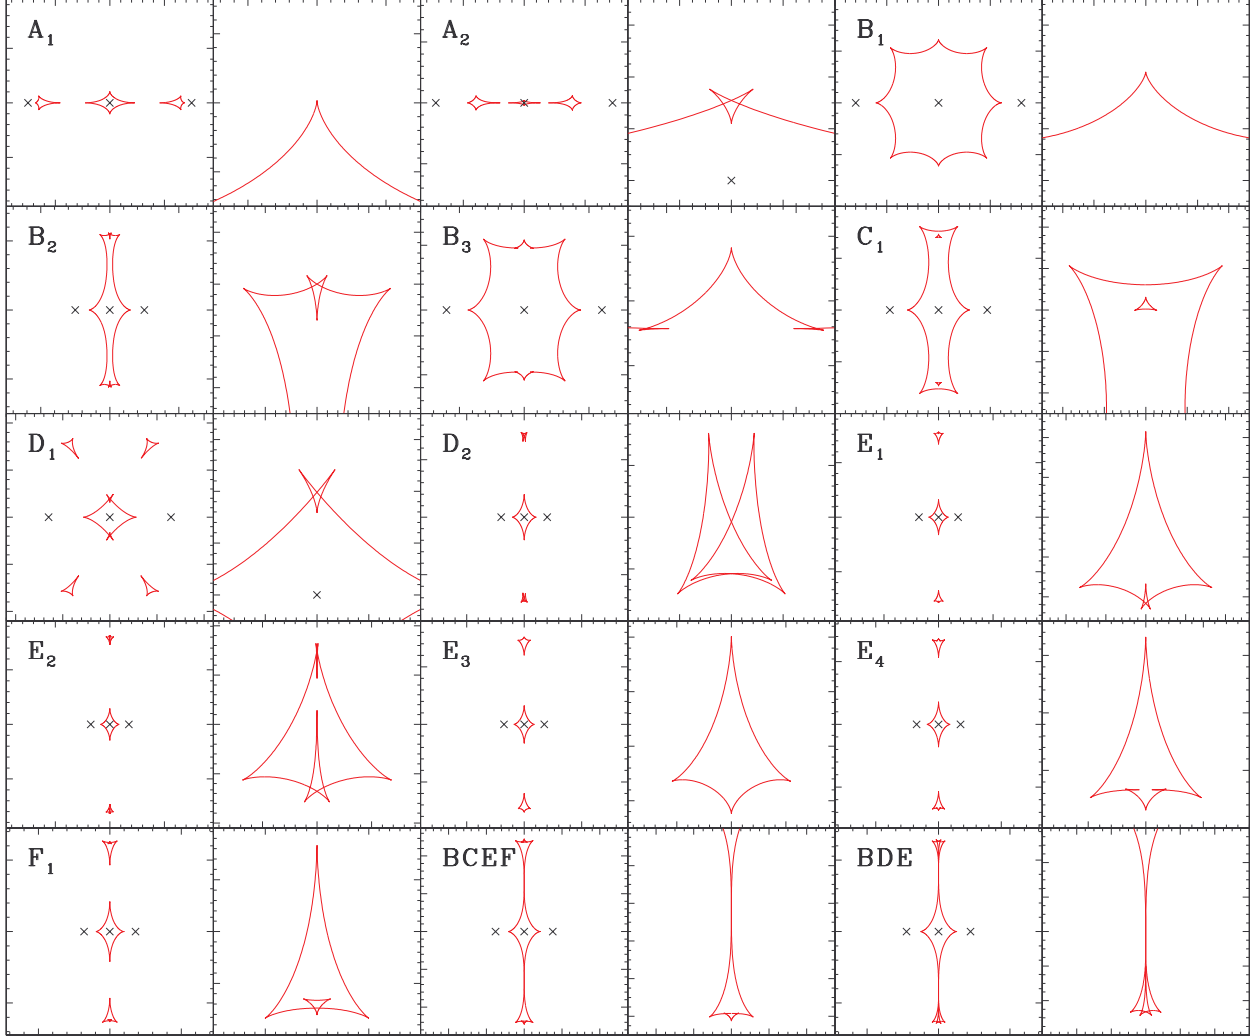 A₁ A₂ B₁
B₂ B₃ C₁
D₁ D₂ E₁
E₂ E₃ E₄
F₁ BCEF BDE